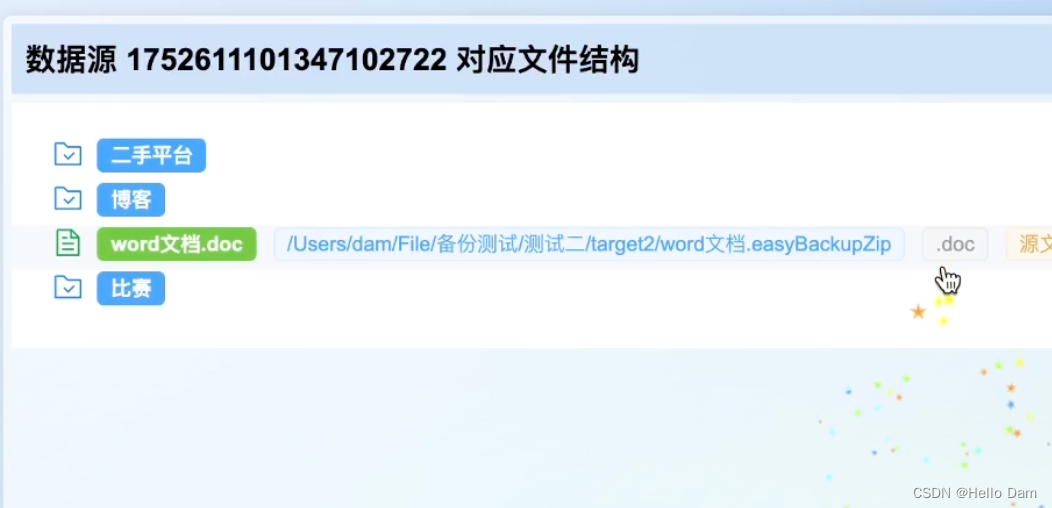 数据源 1752611101347102722 对应文件结构
二手平台
博客
word文档.doc /Users/dam/File/备份测试/测试二/target2/word文档.easyBackupZip .doc 源文
比赛
CSDN @Hello Dam